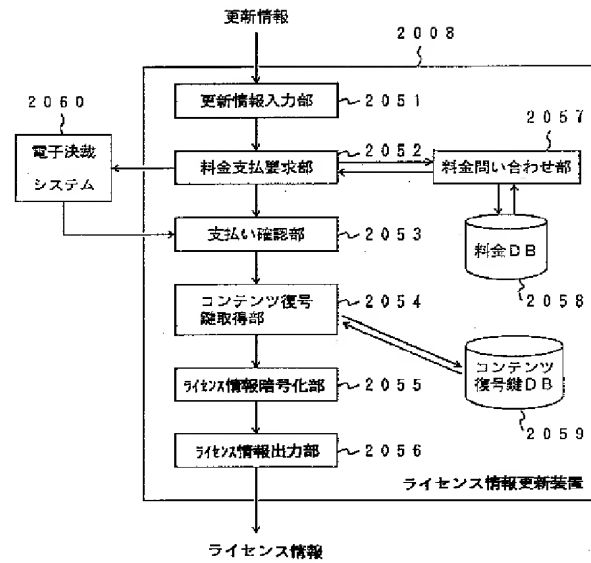 更新情報
2008
更新情報入力部
2051
2060
2057
電子決裁
システム
料金支払要求部
2052
料金問い合わせ部
支払い確認部
2053
料金DB
2058
コンテンツ復号
鍵取得部
2054
コンテンツ
復号鍵DB
ライセンス情報暗号化部
2055
2059
ライセンス情報出力部
2056
ライセンス情報更新装置
ライセンス情報